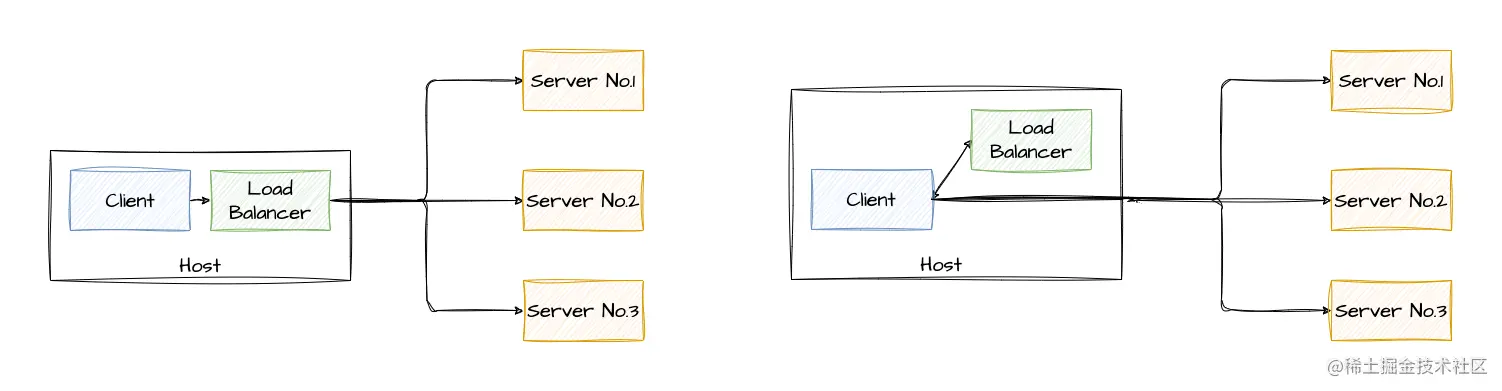 Server No.1
Client
Load
Balancer
Server No.2
Host
Server No.3
Server No.1
Load
Balancer
Client
Server No.2
Host
Server No.3
@稀土掘金技术社区